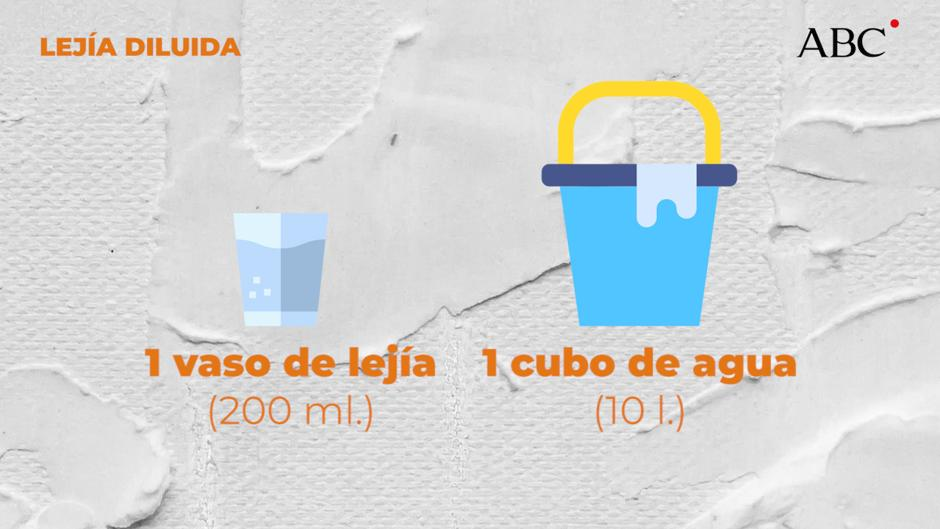 LEJÍA DILUIDA
ABC
1 vaso de lejía
(200 ml.)
1 cubo de agua
(10 l.)